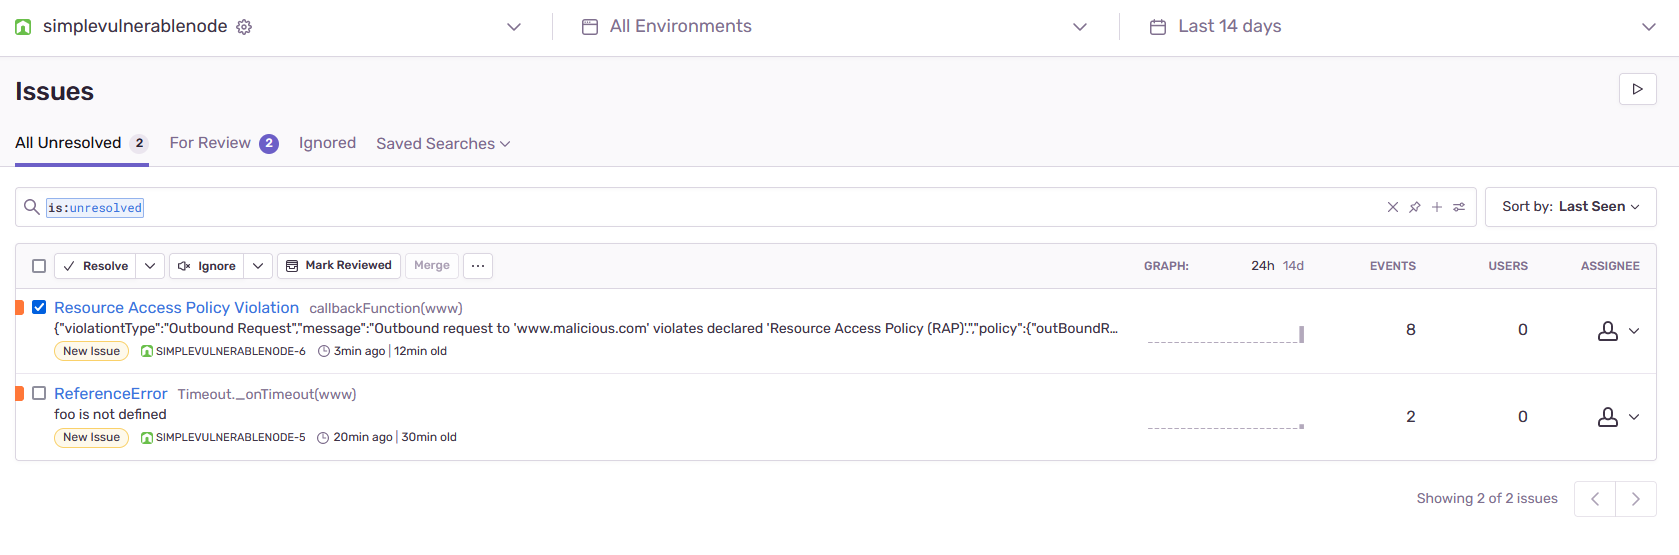 simplevulnerablenode All Environments Last 14 days
Issues
All Unresolved 2 For Review 2 Ignored Saved Searches
is:unresolved Sort by: Last Seen
Resolve Ignore Mark Reviewed Merge ... GRAPH: 24h 14d EVENTS USERS ASSIGNEE
Resource Access Policy Violation callbackFunction(www)
{"violationtType":"Outbound Request","message":"Outbound request to 'www.malicious.com' violates declared 'Resource Access Policy (RAP)'.","policy":{"outBoundR... 8 0
New Issue SIMPLEVULNERABLENODE-6 3min ago | 12min old
ReferenceError Timeout._onTimeout(www)
foo is not defined 2 0
New Issue SIMPLEVULNERABLENODE-5 20min ago | 30min old
Showing 2 of 2 issues